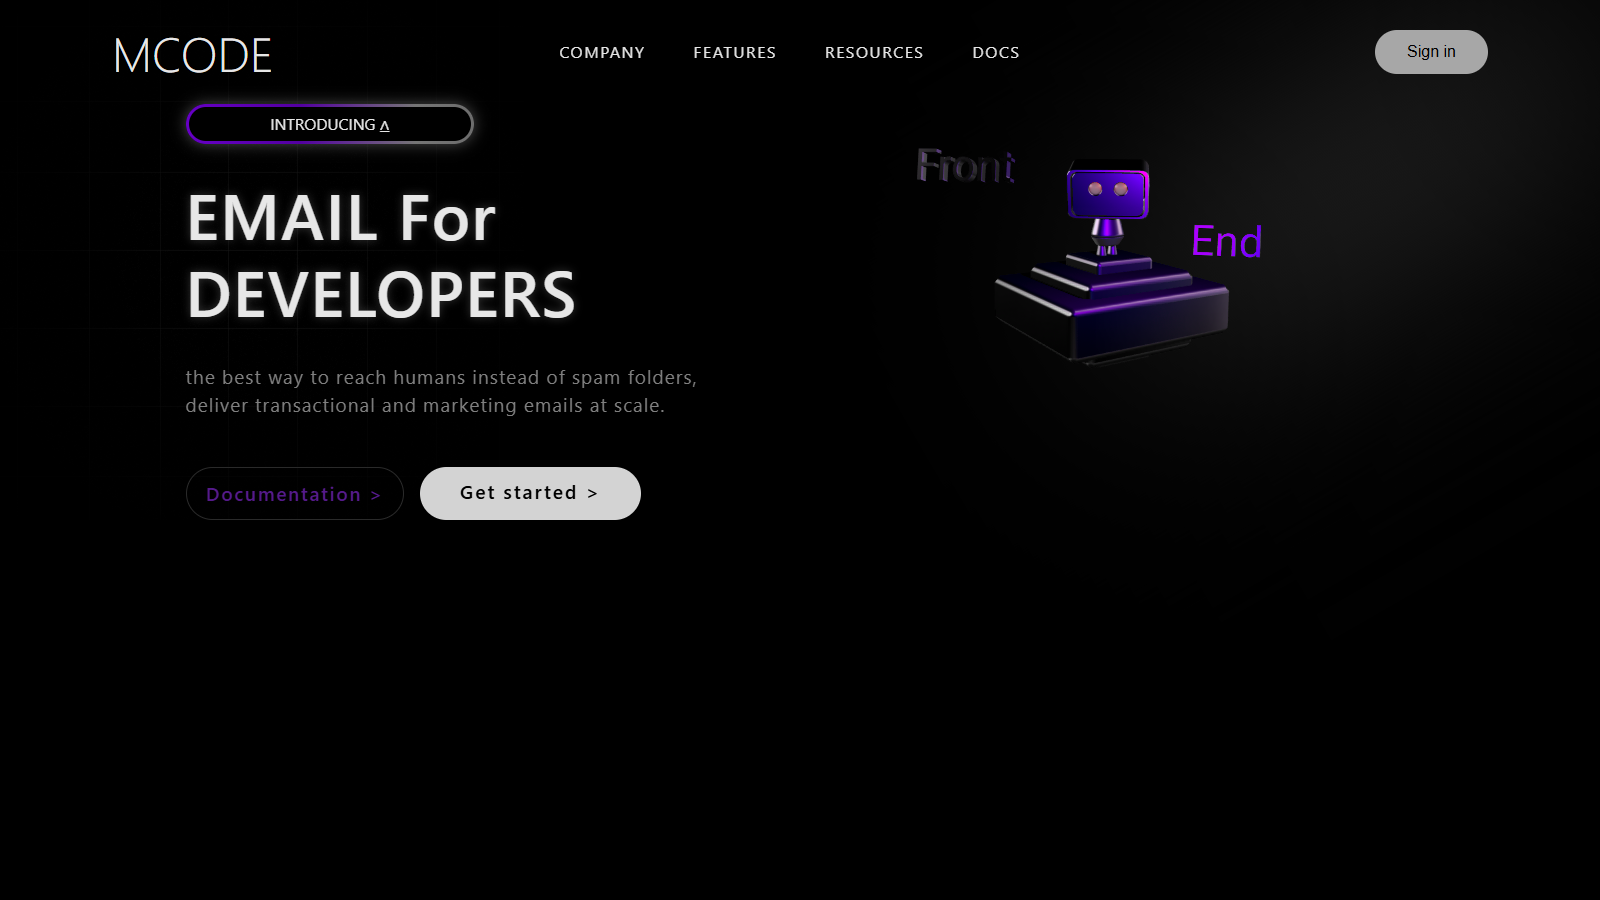 MCODE
COMPANY
FEATURES
RESOURCES
DOCS
Sign in
INTRODUCING Λ
EMAIL For
DEVELOPERS
the best way to reach humans instead of spam folders,
deliver transactional and marketing emails at scale.
Documentation >
Get started >
Front
End